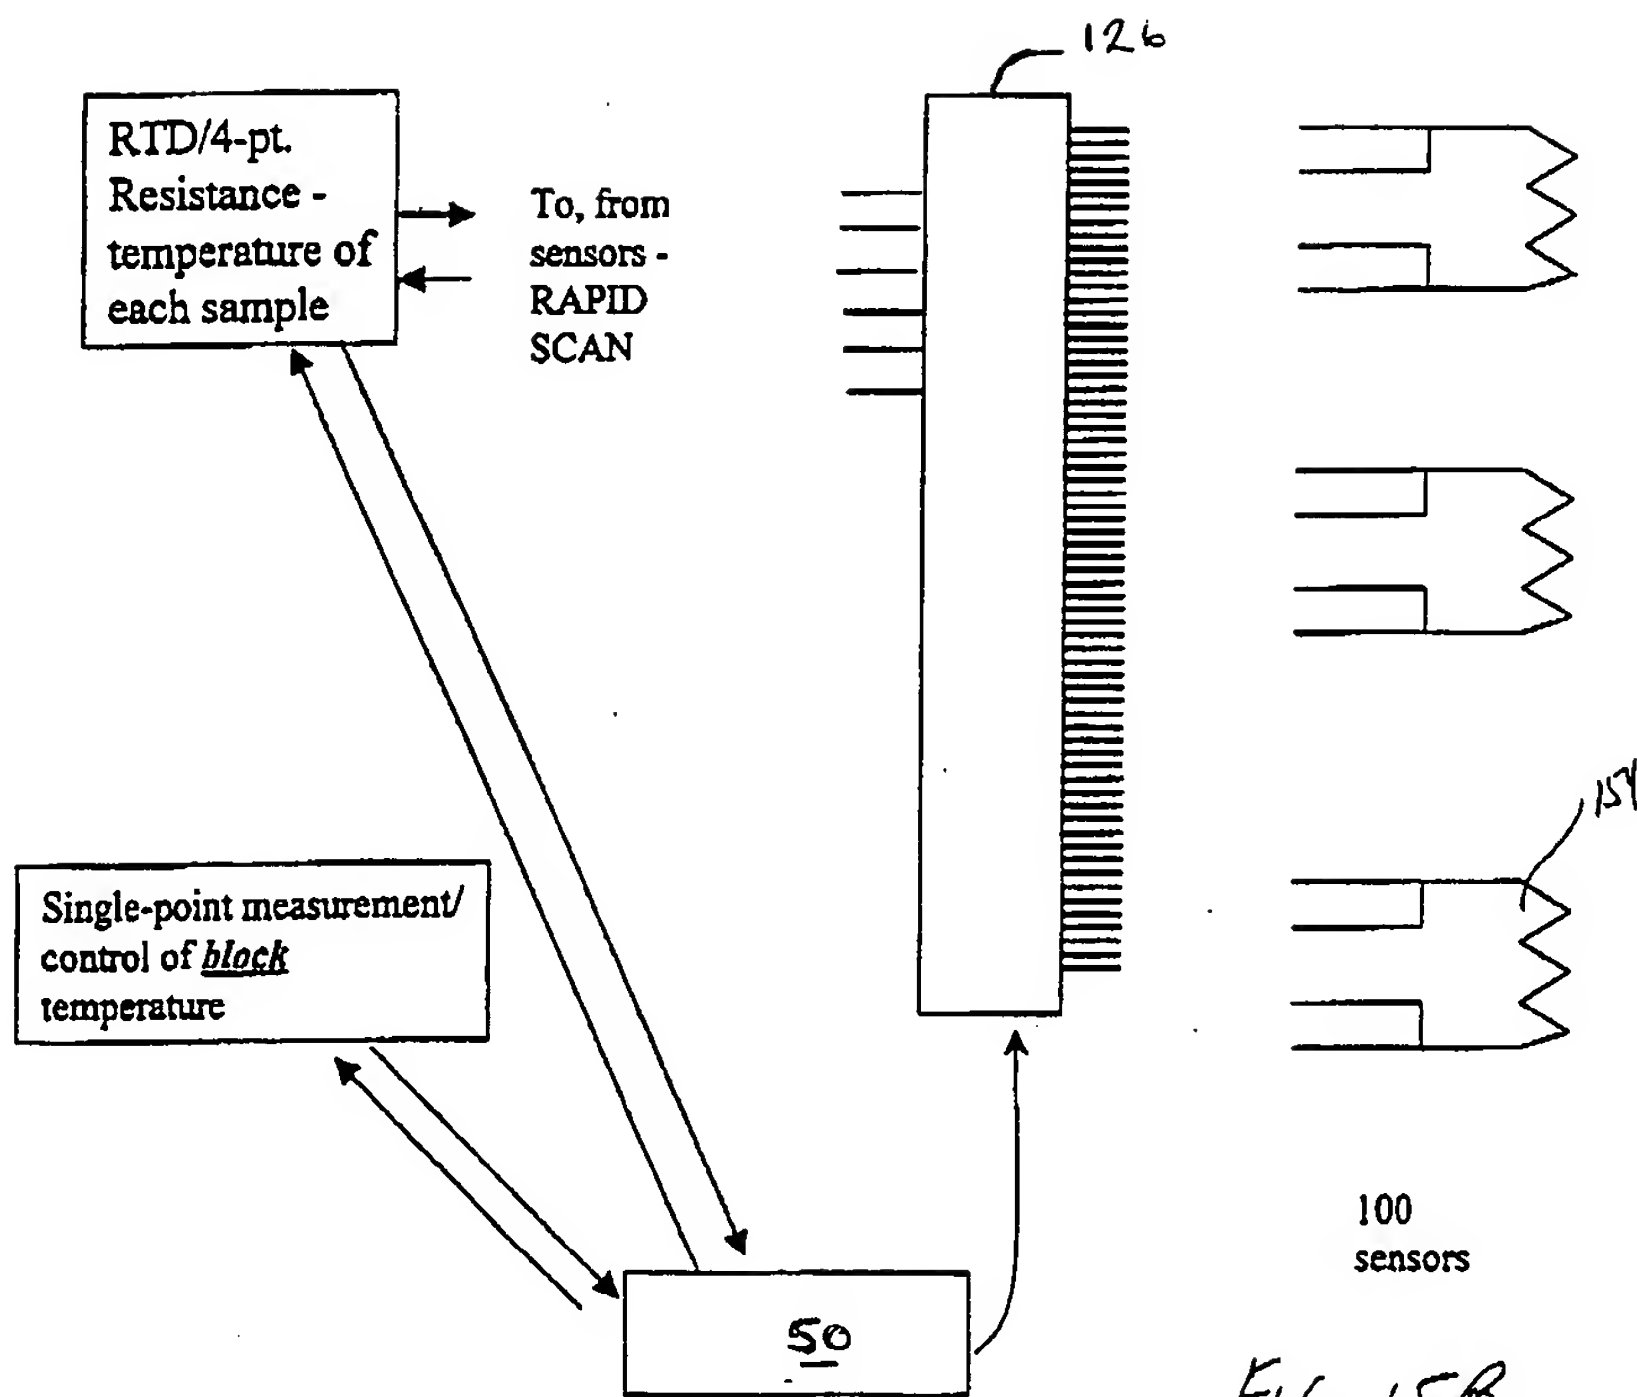 126
RTD/4-pt.
Resistance -
temperature of
each sample
To, from
sensors -
RAPID
SCAN
Single-point measurement/
control of block
temperature
100
sensors
50